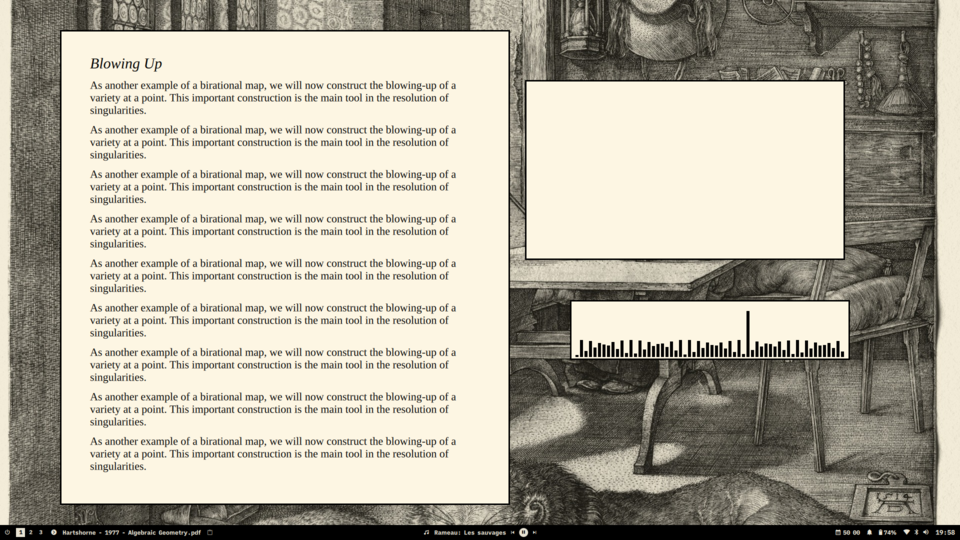 Blowing Up
As another example of a birational map, we will now construct the blowing-up of a
variety at a point. This important construction is the main tool in the resolution of
singularities.
As another example of a birational map, we will now construct the blowing-up of a
variety at a point. This important construction is the main tool in the resolution of
singularities.
As another example of a birational map, we will now construct the blowing-up of a
variety at a point. This important construction is the main tool in the resolution of
singularities.
As another example of a birational map, we will now construct the blowing-up of a
variety at a point. This important construction is the main tool in the resolution of
singularities.
As another example of a birational map, we will now construct the blowing-up of a
variety at a point. This important construction is the main tool in the resolution of
singularities.
As another example of a birational map, we will now construct the blowing-up of a
variety at a point. This important construction is the main tool in the resolution of
singularities.
As another example of a birational map, we will now construct the blowing-up of a
variety at a point. This important construction is the main tool in the resolution of
singularities.
As another example of a birational map, we will now construct the blowing-up of a
variety at a point. This important construction is the main tool in the resolution of
singularities.
As another example of a birational map, we will now construct the blowing-up of a
variety at a point. This important construction is the main tool in the resolution of
singularities.
1 2 3 Hartshorne - 1977 - Algebraic Geometry.pdf Rameau: Les sauvages 50 00 74% 19:58